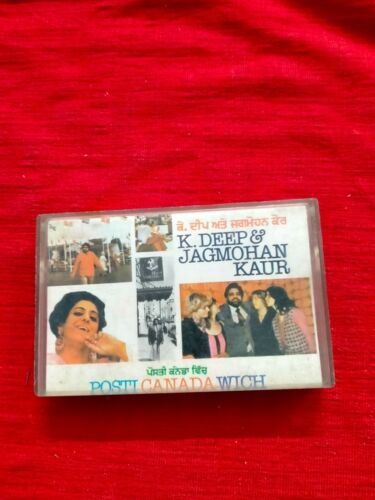 ਕੇ. ਦੀਪ ਅਤੇ ਜਗਮੋਹਨ ਕੌਰ
K. DEEP &
JAGMOHAN
KAUR
ਪੋਸਤੀ ਕਨੇਡਾ ਵਿੱਚ
POSTI CANADA WICH